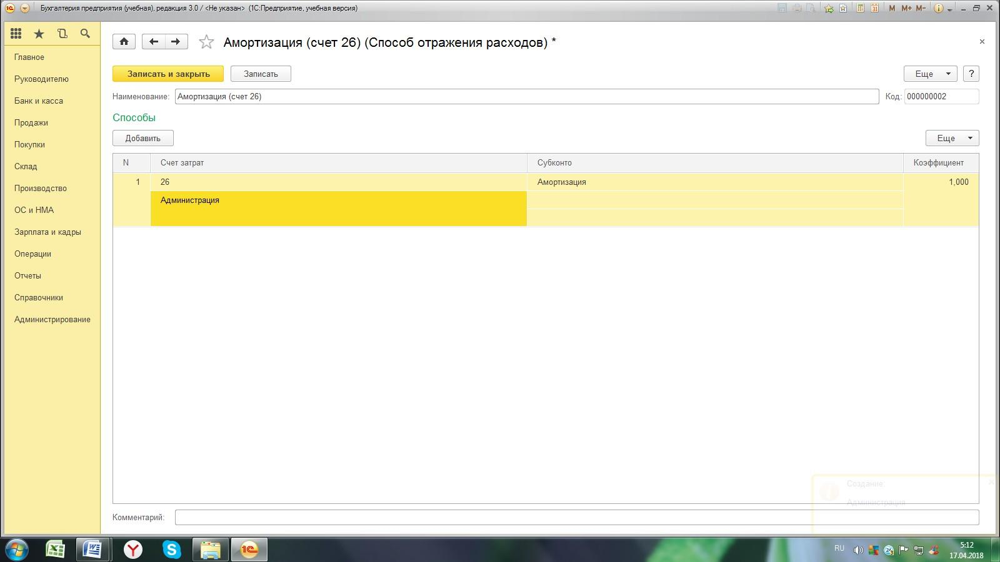 Бухгалтерия предприятия (учебная), редакция 3.0 / <Не указан> (1С:Предприятие, учебная версия)
31 M M+ M-
Главное
Руководителю
Банк и касса
Продажи
Покупки
Склад
Производство
ОС и НМА
Зарплата и кадры
Операции
Отчеты
Справочники
Администрирование
Амортизация (счет 26) (Способ отражения расходов) *
Записать и закрыть
Записать
Еще
?
Наименование: Амортизация (счет 26)
Код: 000000002
Способы
Добавить
Еще
N Счет затрат Субконто Коэффициент
1 26 Амортизация 1,000
Администрация
Создание:
Администрация
Комментарий:
RU
5:12
17.04.2018